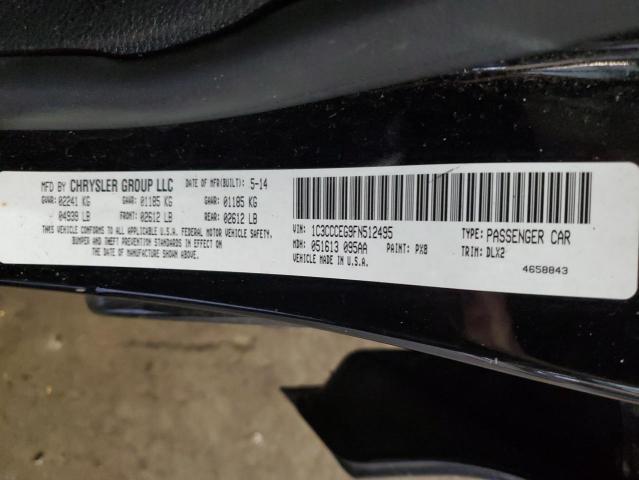 MFD BY CHRYSLER GROUP LLC DATE OF MFR(BUILT): 5-14
GVWR: 02241 KG GAWR: 01185 KG GAWR: 01185 KG
04939 LB FRONT: 02612 LB REAR: 02612 LB
THIS VEHICLE CONFORMS TO ALL APPLICABLE FEDERAL MOTOR VEHICLE SAFETY,
BUMPER AND THEFT PREVENTION STANDARDS IN EFFECT ON
THE DATE OF MANUFACTURE SHOWN ABOVE.
VIN: 1C3CCCEG9FN512495 TYPE: PASSENGER CAR
MDH: 051613 095AA PAINT: PX8 TRIM: DLX2
VEHICLE MADE IN U.S.A.
4658843